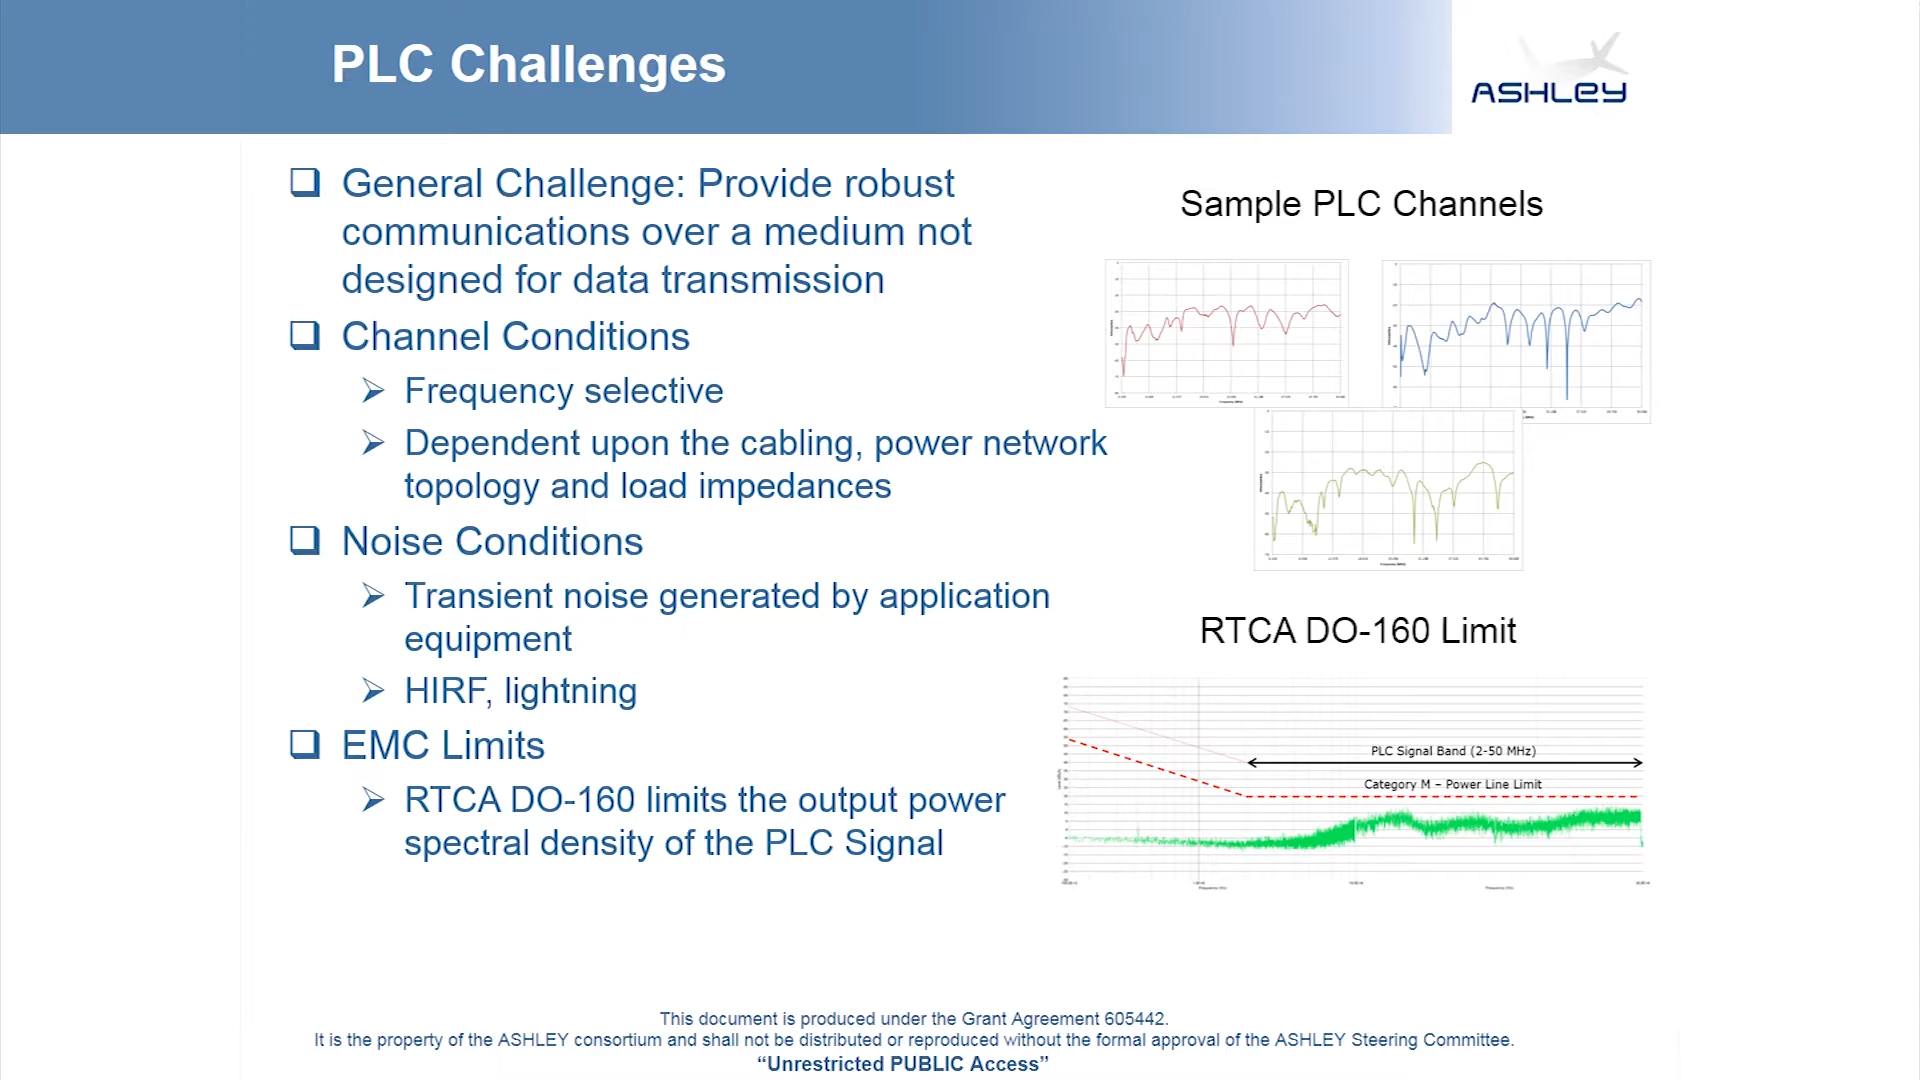 PLC Challenges
ASHLEY
General Challenge: Provide robust
communications over a medium not
designed for data transmission
Channel Conditions
Frequency selective
Dependent upon the cabling, power network
topology and load impedances
Noise Conditions
Transient noise generated by application
equipment
HIRF, lightning
EMC Limits
RTCA DO-160 limits the output power
spectral density of the PLC Signal
Sample PLC Channels
RTCA DO-160 Limit
PLC Signal Band (2-50 MHz)
Category M – Power Line Limit
This document is produced under the Grant Agreement 605442.
It is the property of the ASHLEY consortium and shall not be distributed or reproduced without the formal approval of the ASHLEY Steering Committee.
“Unrestricted PUBLIC Access”